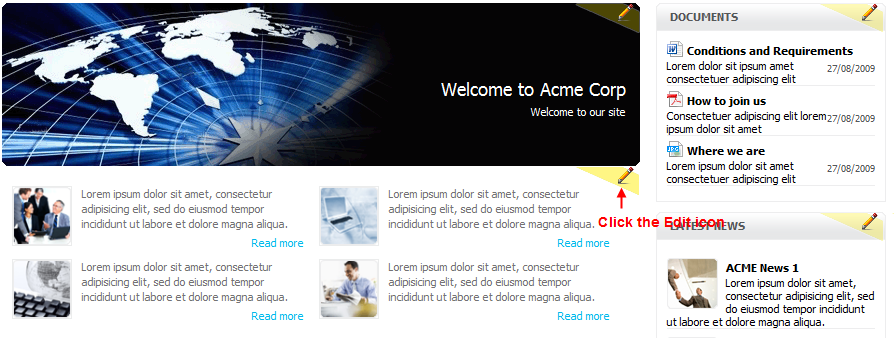 Welcome to Acme Corp
Welcome to our site
Lorem ipsum dolor sit amet, consectetur
adipisicing elit, sed do eiusmod tempor
incididunt ut labore et dolore magna aliqua.
Read more
Lorem ipsum dolor sit amet, consectetur
adipisicing elit, sed do eiusmod tempor
incididunt ut labore et dolore magna aliqua.
Read more
Click the Edit icon
Lorem ipsum dolor sit amet, consectetur
adipisicing elit, sed do eiusmod tempor
incididunt ut labore et dolore magna aliqua.
Read more
Lorem ipsum dolor sit amet, consectetur
adipisicing elit, sed do eiusmod tempor
incididunt ut labore et dolore magna aliqua.
Read more
DOCUMENTS
Conditions and Requirements
Lorem dolor sit ipsum amet
consectetuer adipiscing elit
27/08/2009
How to join us
Consectetuer adipiscing elit lorem
ipsum dolor sit amet
27/08/2009
Where we are
Lorem ipsum dolor sit amet
consectetuer adipiscing elit
27/08/2009
LATEST NEWS
ACME News 1
Lorem ipsum dolor sit amet,
consectetur adipisicing elit, sed
do eiusmod tempor incididunt
ut labore et dolore magna aliqua.